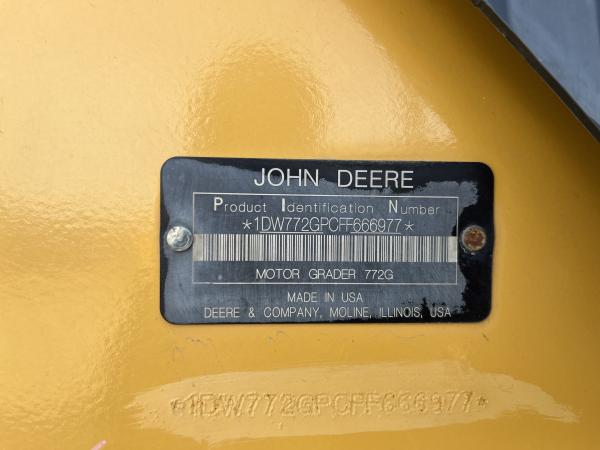 JOHN DEERE
Product Identification Number
*1DW772GPCFF666977*
MOTOR GRADER 772G
MADE IN USA
DEERE & COMPANY, MOLINE, ILLINOIS, USA
*1DW772GPCFF666977*